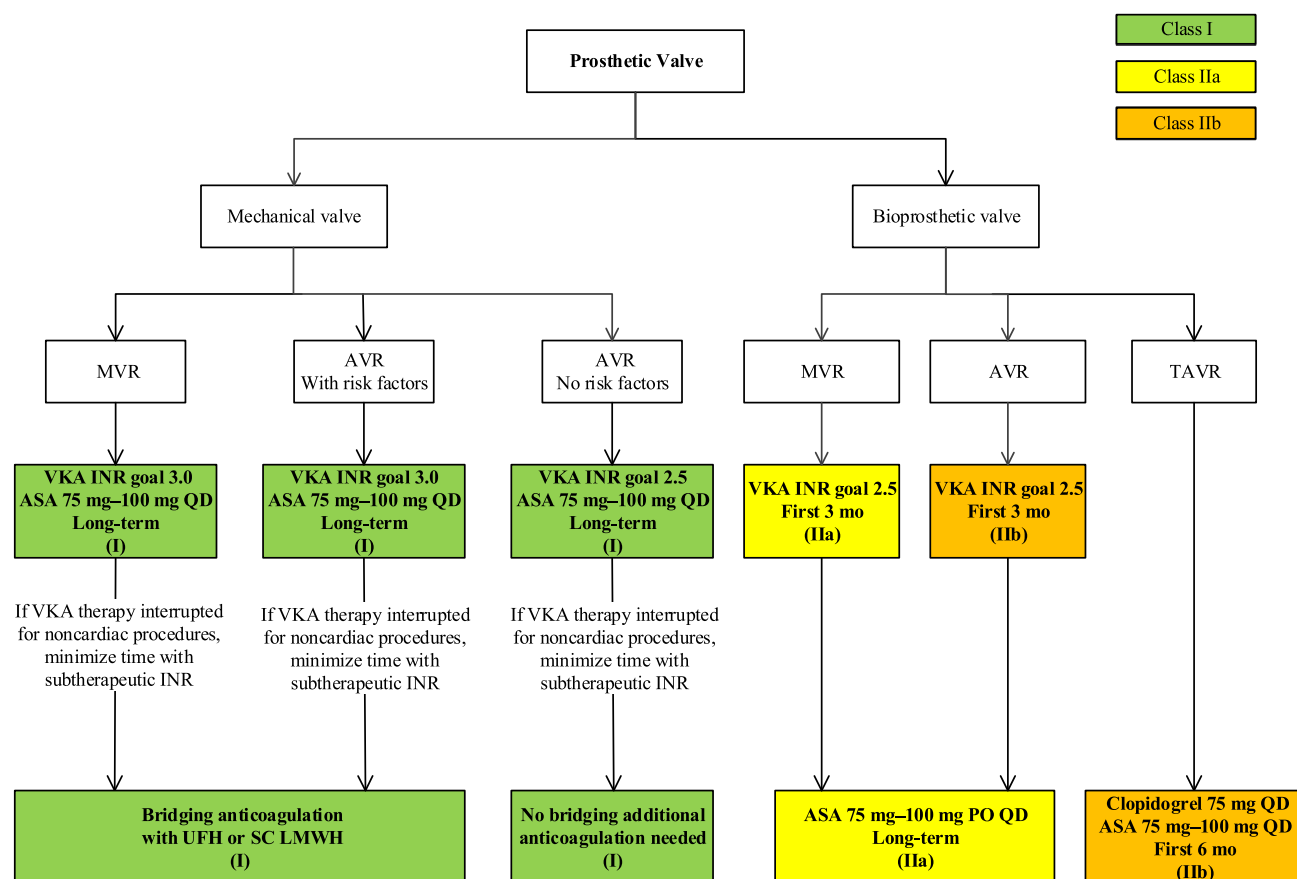 Class I
Class IIa
Class IIb
Prosthetic Valve
Mechanical valve
Bioprosthetic valve
MVR
AVR
With risk factors
AVR
No risk factors
MVR
AVR
TAVR
VKA INR goal 3.0
ASA 75 mg–100 mg QD
Long-term
(I)
VKA INR goal 3.0
ASA 75 mg–100 mg QD
Long-term
(I)
VKA INR goal 2.5
ASA 75 mg–100 mg QD
Long-term
(I)
VKA INR goal 2.5
First 3 mo
(IIa)
VKA INR goal 2.5
First 3 mo
(IIb)
If VKA therapy interrupted
for noncardiac procedures,
minimize time with
subtherapeutic INR
If VKA therapy interrupted
for noncardiac procedures,
minimize time with
subtherapeutic INR
If VKA therapy interrupted
for noncardiac procedures,
minimize time with
subtherapeutic INR
Bridging anticoagulation
with UFH or SC LMWH
(I)
No bridging additional
anticoagulation needed
(I)
ASA 75 mg–100 mg PO QD
Long-term
(IIa)
Clopidogrel 75 mg QD
ASA 75 mg–100 mg QD
First 6 mo
(IIb)